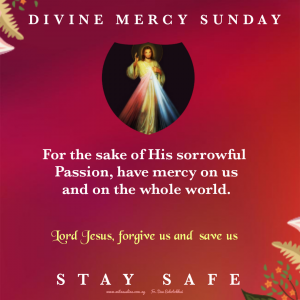 DIVINE MERCY SUNDAY
For the sake of His sorrowful
Passion, have mercy on us
and on the whole world.
Lord Jesus, forgive us and save us
STAY SAFE